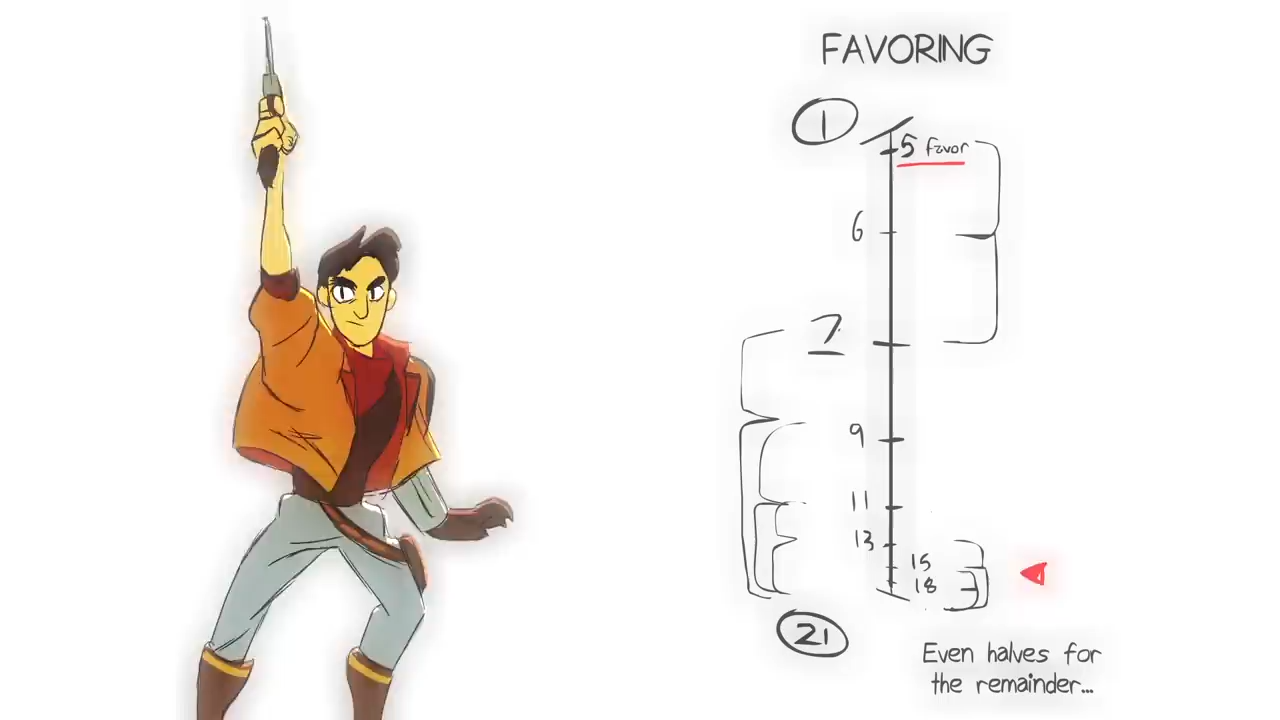 FAVORING
1
5 Favor
6
7
9
11
13
15
18
21
Even halves for
the remainder...